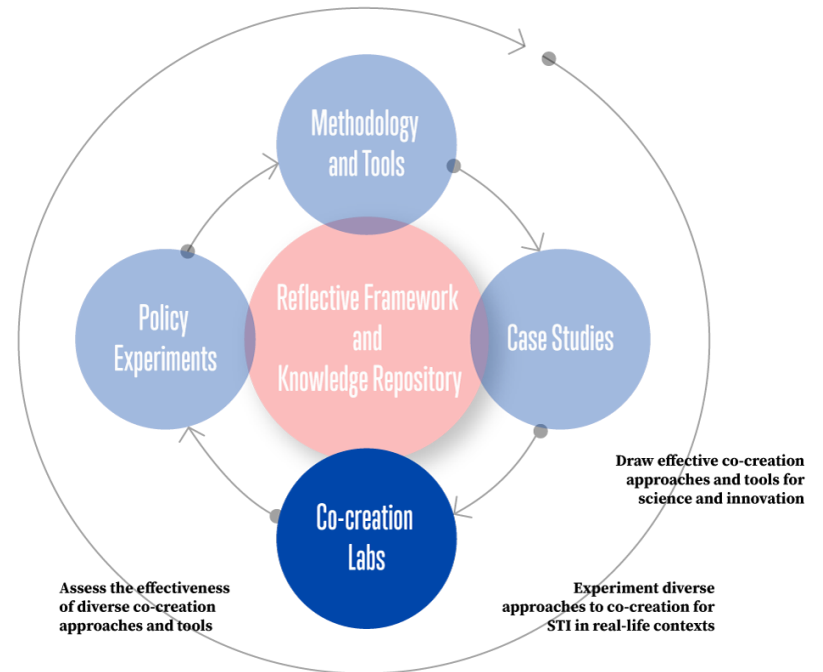 Methodology
and Tools
Reflective Framework
and
Knowledge Repository
Policy
Experiments
Case Studies
Co-creation
Labs
Draw effective co-creation
approaches and tools for
science and innovation
Experiment diverse
approaches to co-creation for
STI in real-life contexts
Assess the effectiveness
of diverse co-creation
approaches and tools